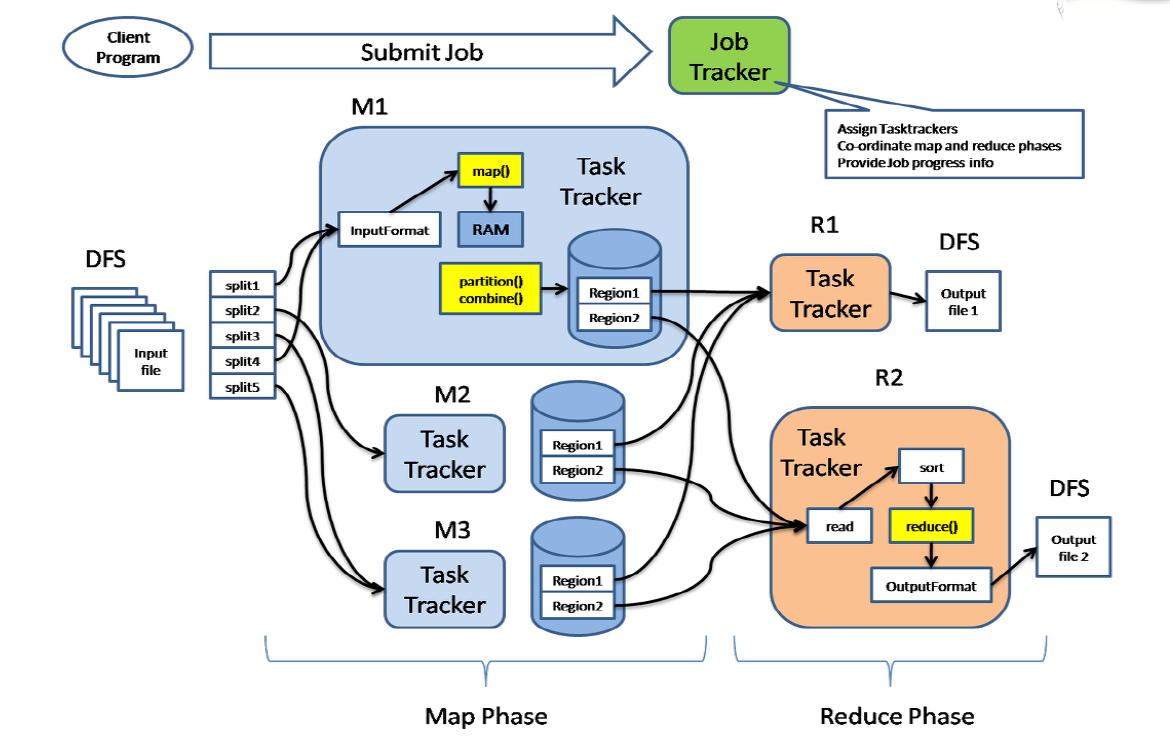 Client
Program
Submit Job
Job
Tracker
Assign Tasktrackers
Co-ordinate map and reduce phases
Provide Job progress info
M1
Task
Tracker
map()
InputFormat
RAM
partition()
combine()
Region1
Region2
DFS
Input
file
split1
split2
split3
split4
split5
M2
Task
Tracker
Region1
Region2
M3
Task
Tracker
Region1
Region2
R1
Task
Tracker
DFS
Output
file 1
R2
Task
Tracker
sort
read
reduce()
OutputFormat
DFS
Output
file 2
Map Phase
Reduce Phase